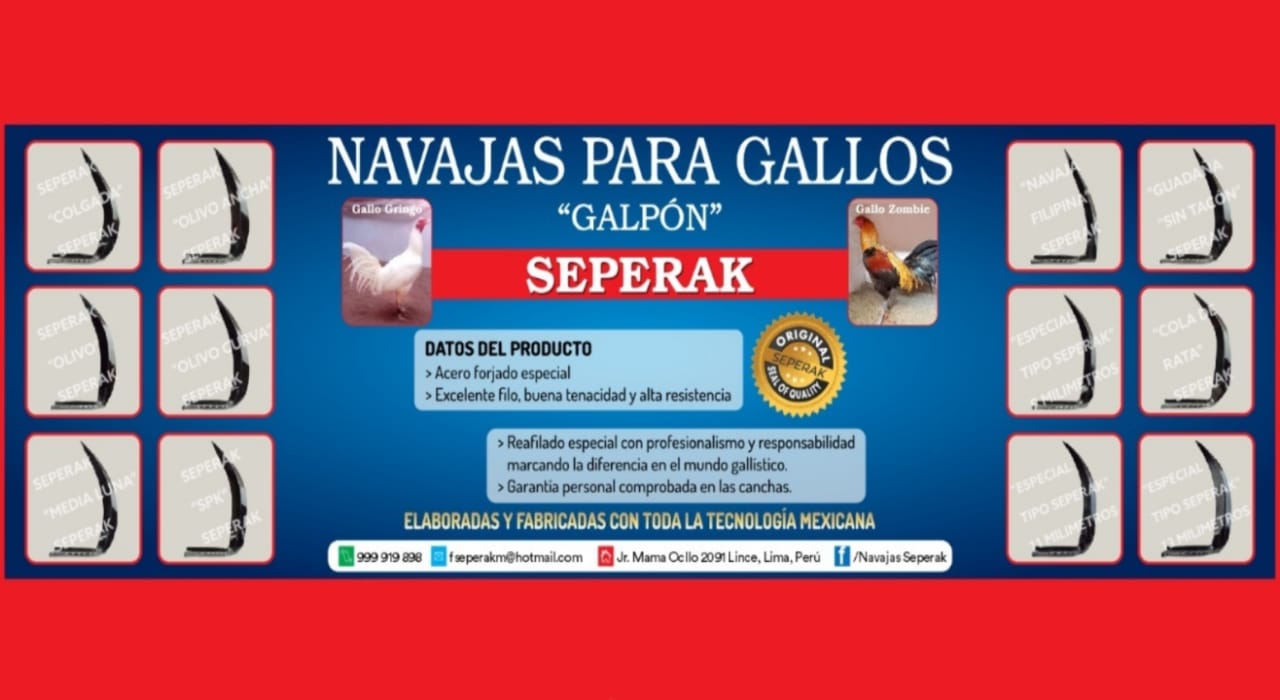 NAVAJAS PARA GALLOS
"GALPÓN"
SEPERAK
Gallo Gringo
Gallo Zombie
DATOS DEL PRODUCTO
> Acero forjado especial
> Excelente filo, buena tenacidad y alta resistencia
ORIGINAL
SEPERAK
SEAL OF QUALITY
> Reafilado especial con profesionalismo y responsabilidad
marcando la diferencia en el mundo gallístico.
> Garantia personal comprobada en las canchas.
ELABORADAS Y FABRICADAS CON TODA LA TECNOLOGÍA MEXICANA
999 919 898 fseperakm@hotmail.com Jr. Mama Ocllo 2091 Lince, Lima, Perú /Navajas Seperak
SEPERAK
"COLGADA"
SEPERAK
SEPERAK
"OLIVO ANCHA"
SEPERAK
"OLIVO"
SEPERAK
SEPERAK
"OLIVO CURVA"
SEPERAK
SEPERAK
"MEDIA LUNA"
SEPERAK
SEPERAK
"SPK"
SEPERAK
"NAVAJA
FILIPINA"
SEPERAK
"GUADAÑA
"SIN TACÓN"
SEPERAK
"ESPECIAL
TIPO SEPERAK"
MILIMETROS
"COLA DE
RATA"
SEPERAK
"ESPECIAL
TIPO SEPERAK"
11 MILIMETROS
"ESPECIAL
TIPO SEPERAK"
MILIMETROS